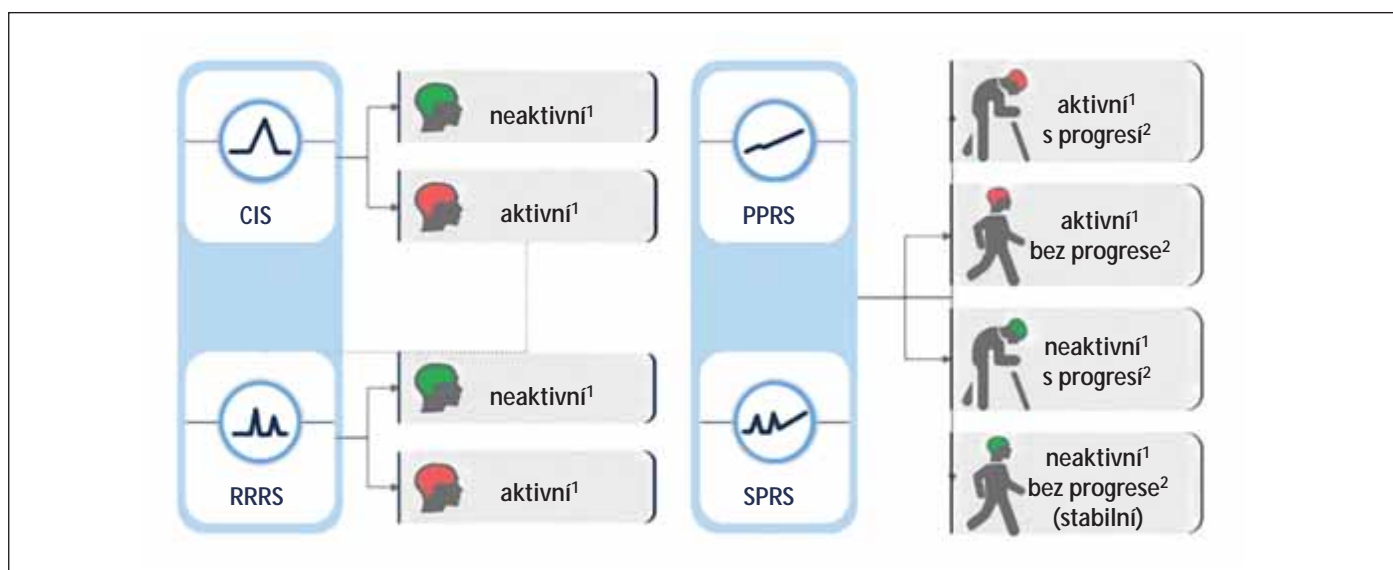 CIS
neaktivní¹
aktivní¹
RRRS
neaktivní¹
aktivní¹
PPRS
SPRS
aktivní¹
s progresí²
aktivní¹
bez progrese²
neaktivní¹
s progresí²
neaktivní¹
bez progrese²
(stabilní)